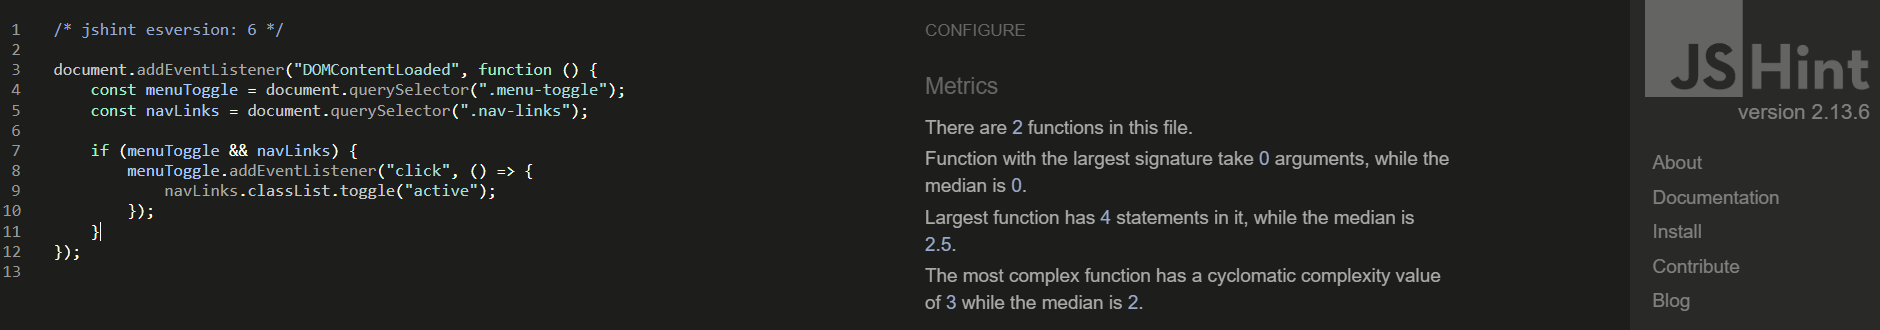 1 /* jshint esversion: 6 */
2
3 document.addEventListener("DOMContentLoaded", function () {
4     const menuToggle = document.querySelector(".menu-toggle");
5     const navLinks = document.querySelector(".nav-links");
6
7     if (menuToggle && navLinks) {
8         menuToggle.addEventListener("click", () => {
9             navLinks.classList.toggle("active");
10         });
11     }
12 });
13
CONFIGURE
Metrics
There are 2 functions in this file.
Function with the largest signature take 0 arguments, while the
median is 0.
Largest function has 4 statements in it, while the median is
2.5.
The most complex function has a cyclomatic complexity value
of 3 while the median is 2.
JSHint
version 2.13.6
About
Documentation
Install
Contribute
Blog